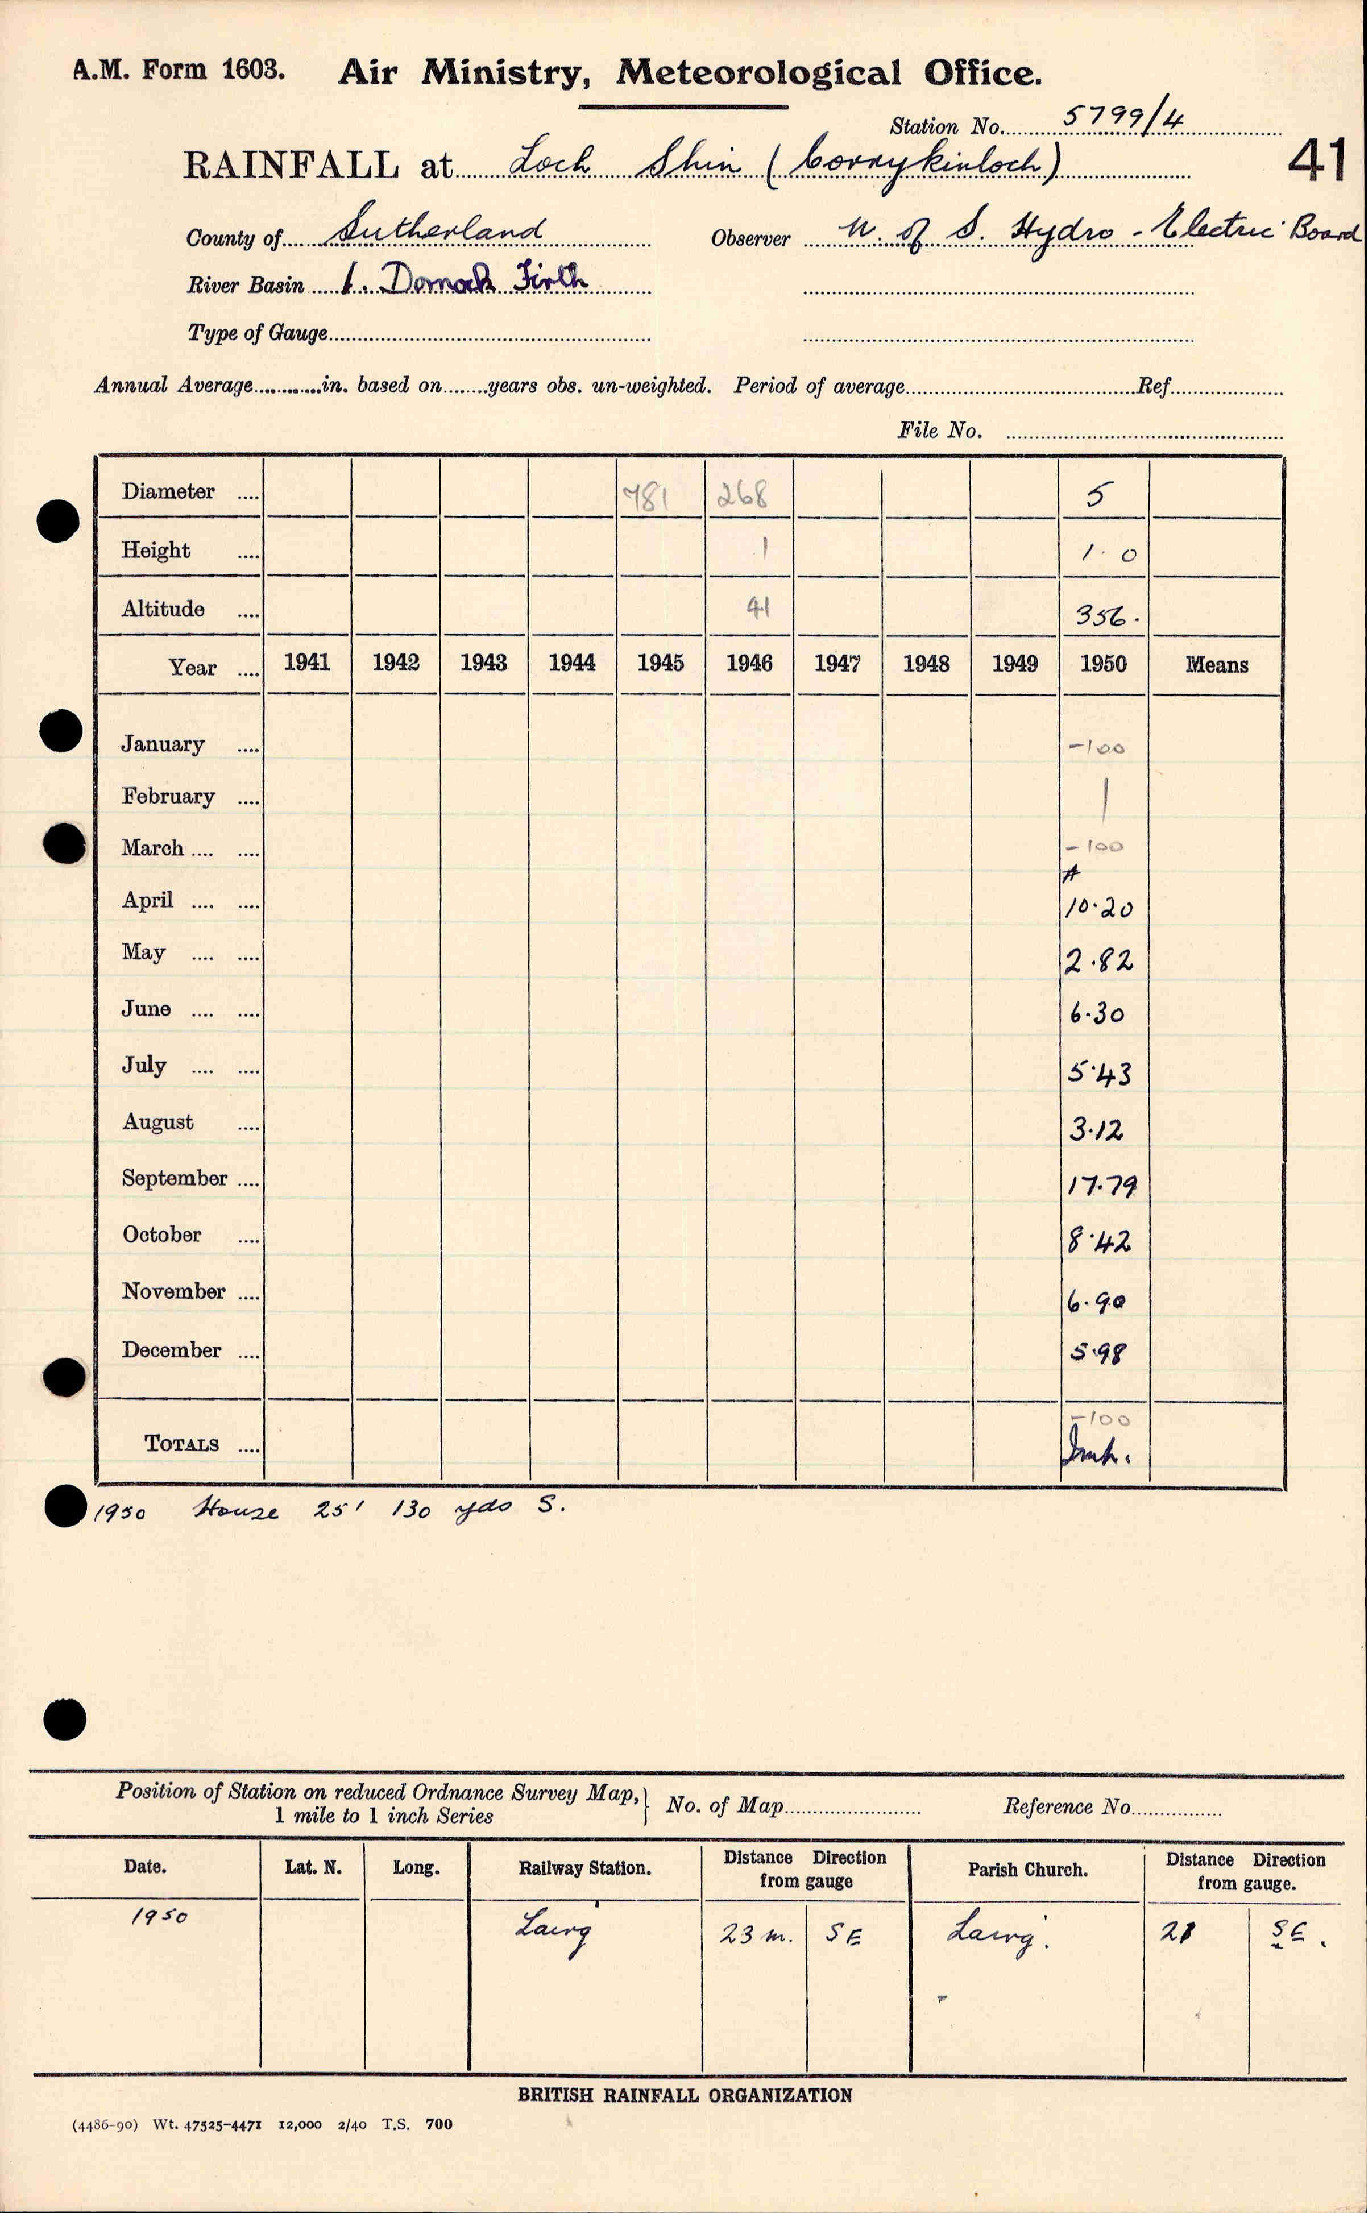 A.M. Form 1603. Air Ministry, Meteorological Office.
Station No. 5799/4
RAINFALL at Loch Shin (Corrykinloch) 41
County of Sutherland Observer N. of S. Hydro-Electric Board
River Basin 1. Dornoch Firth
Type of Gauge
Annual Average in. based on years obs. un-weighted. Period of average Ref.
File No.
Diameter 781 268 5
Height 1 1.0
Altitude 41 356.
Year 1941 1942 1943 1944 1945 1946 1947 1948 1949 1950 Means
January -100
February |
March -100
April 10.20
May 2.82
June 6.30
July 5.43
August 3.12
September 17.79
October 8.42
November 6.90
December 5.98
-100
TOTALS
1950 House 25' 130 yds S.
Position of Station on reduced Ordnance Survey Map, 1 mile to 1 inch Series } No. of Map Reference No.
Date. Lat. N. Long. Railway Station. Distance Direction from gauge Parish Church. Distance Direction from gauge.
1950 Lairg 23 m. SE Lairg. 21 SE.
BRITISH RAINFALL ORGANIZATION
(4486-90) Wt. 47525-4471 12,000 2/40 T.S. 700